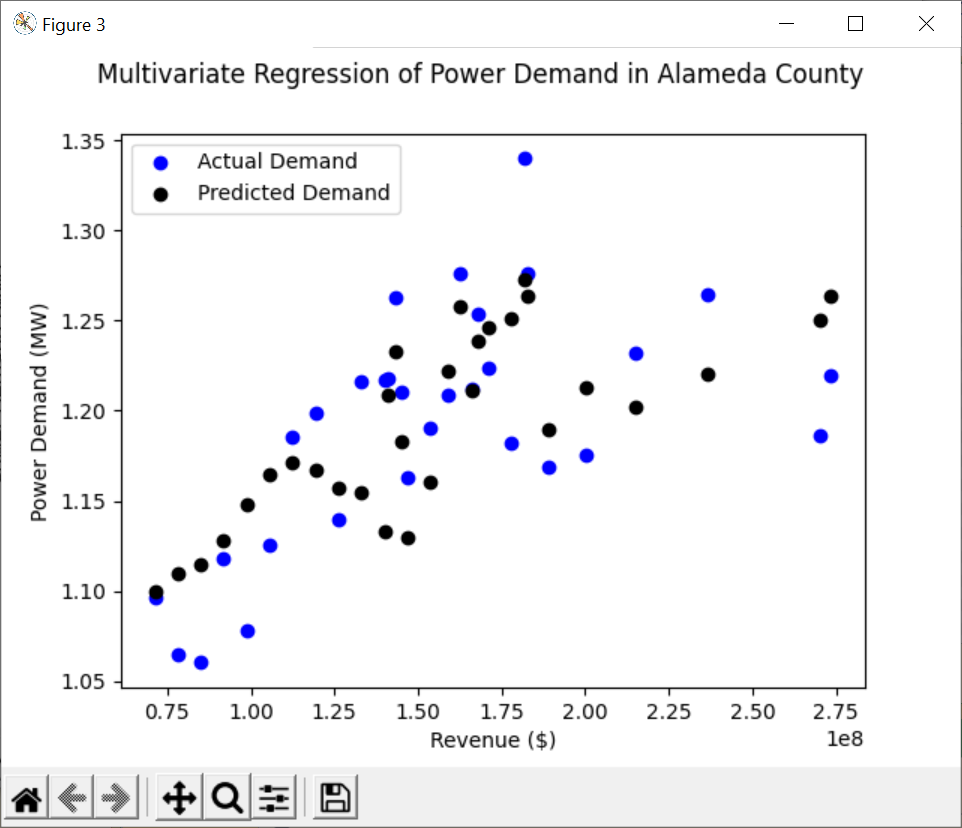 Figure 3
Multivariate Regression of Power Demand in Alameda County
Actual Demand
Predicted Demand
1.35
1.30
1.25
1.20
1.15
1.10
1.05
Power Demand (MW)
0.75 1.00 1.25 1.50 1.75 2.00 2.25 2.50 2.75
Revenue ($)
1e8